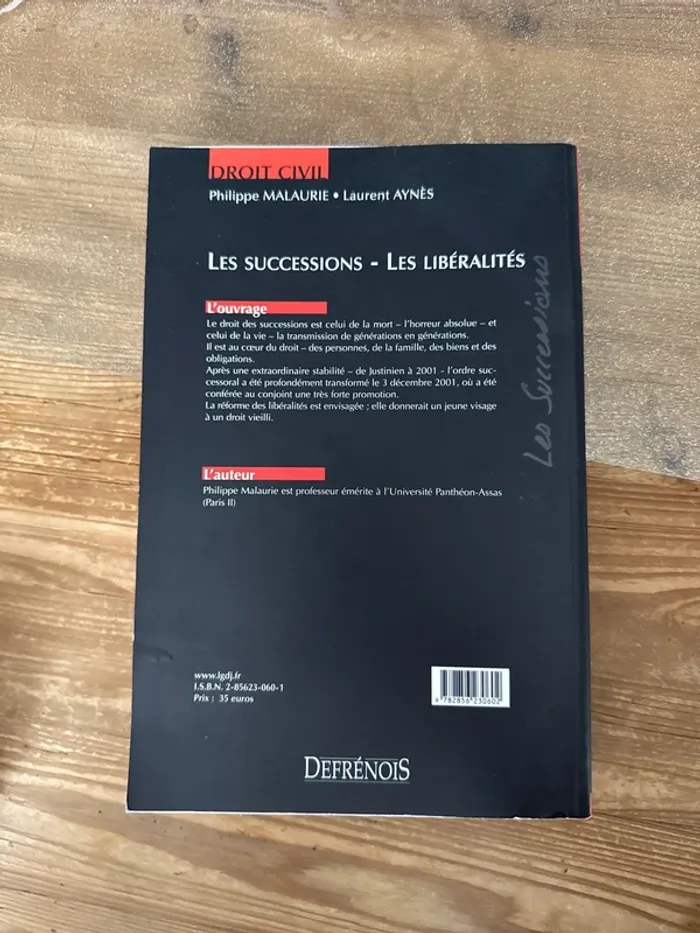 DROIT CIVIL
Philippe MALAURIE • Laurent AYNÈS
LES SUCCESSIONS - LES LIBÉRALITÉS
L'ouvrage
Le droit des successions est celui de la mort – l'horreur absolue – et
celui de la vie – la transmission de générations en générations.
Il est au cœur du droit – des personnes, de la famille, des biens et des
obligations.
Après une extraordinaire stabilité – de Justinien à 2001 - l'ordre suc-
cessoral a été profondément transformé le 3 décembre 2001, où a été
conférée au conjoint une très forte promotion.
La réforme des libéralités est envisagée ; elle donnerait un jeune visage
à un droit vieilli.
Les Successions
L'auteur
Philippe Malaurie est professeur émérite à l'Université Panthéon-Assas
(Paris II)
www.lgdj.fr
I.S.B.N. 2-85623-060-1
Prix : 35 euros
9 782856 230602
DEFRÉNOIS